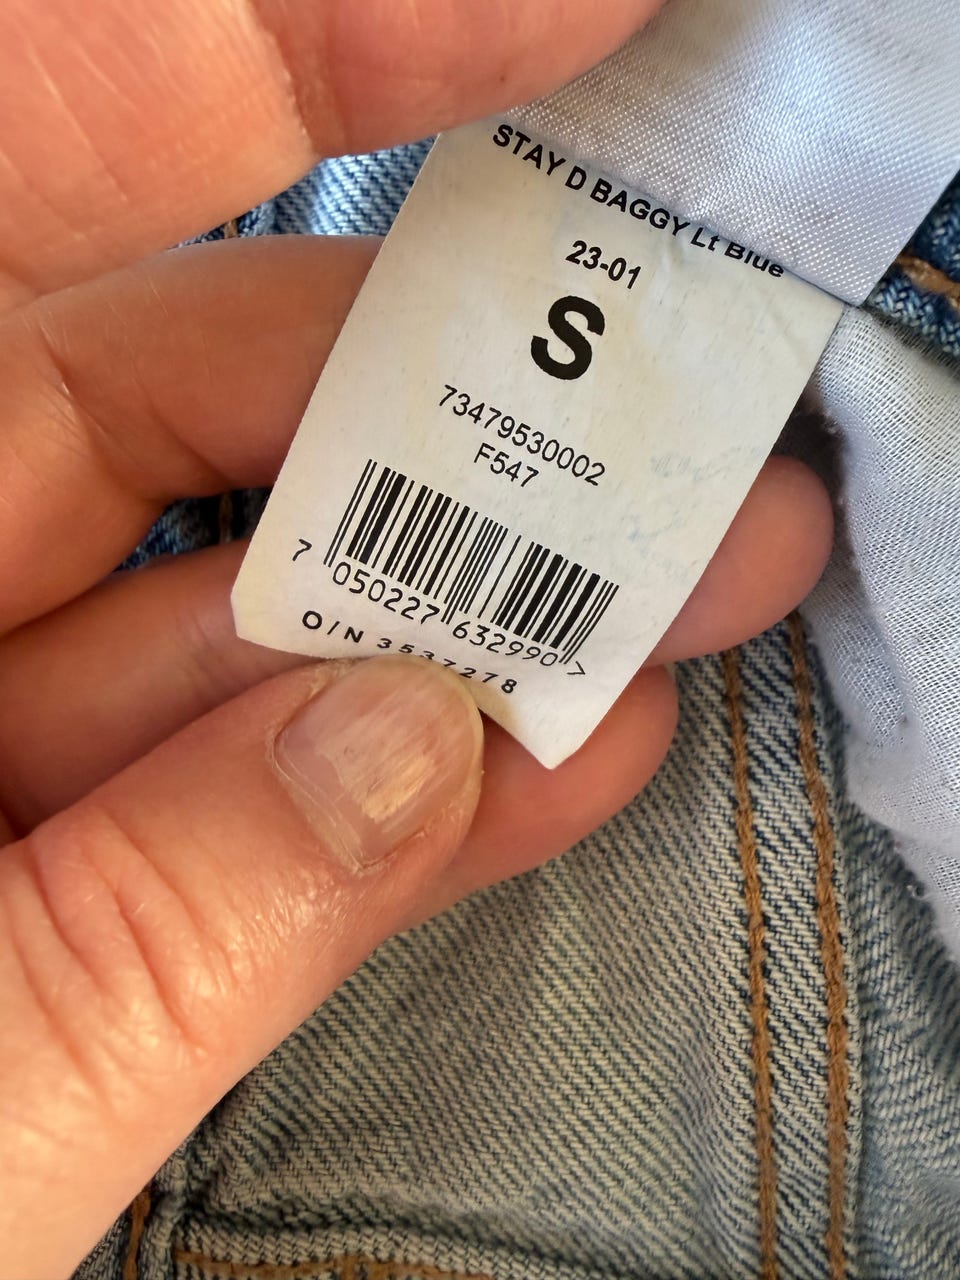 STAY D BAGGY Lt Blue
23-01
S
73479530002
F547
7 050227 632990 >
O/N 3537278